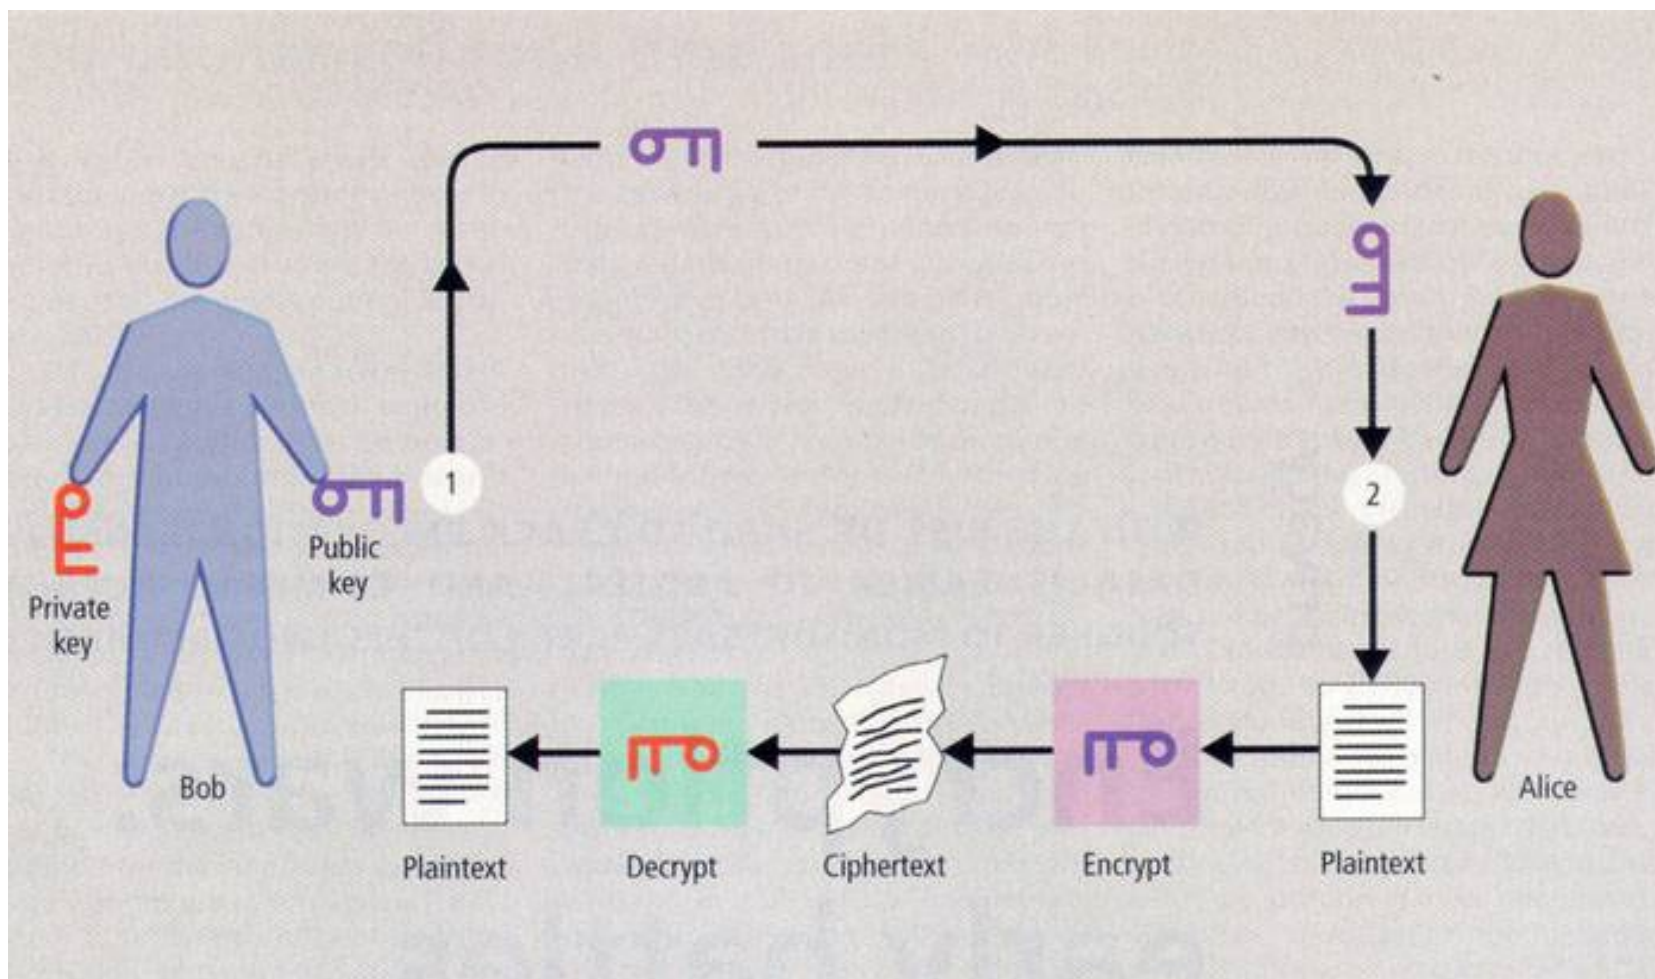 1
2
Public
key
Private
key
Bob
Alice
Plaintext
Decrypt
Ciphertext
Encrypt
Plaintext